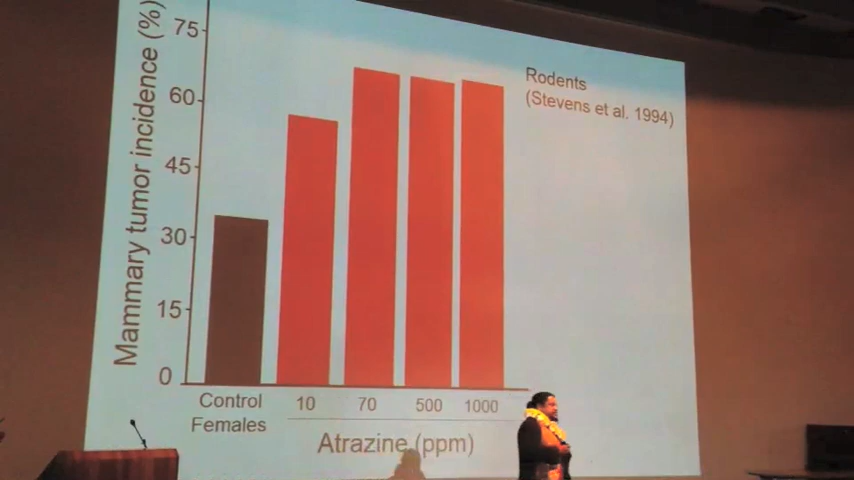 Mammary tumor incidence (%)
75
60
45
30
15
0
Rodents
(Stevens et al. 1994)
Control
Females
10 70 500 1000
Atrazine (ppm)